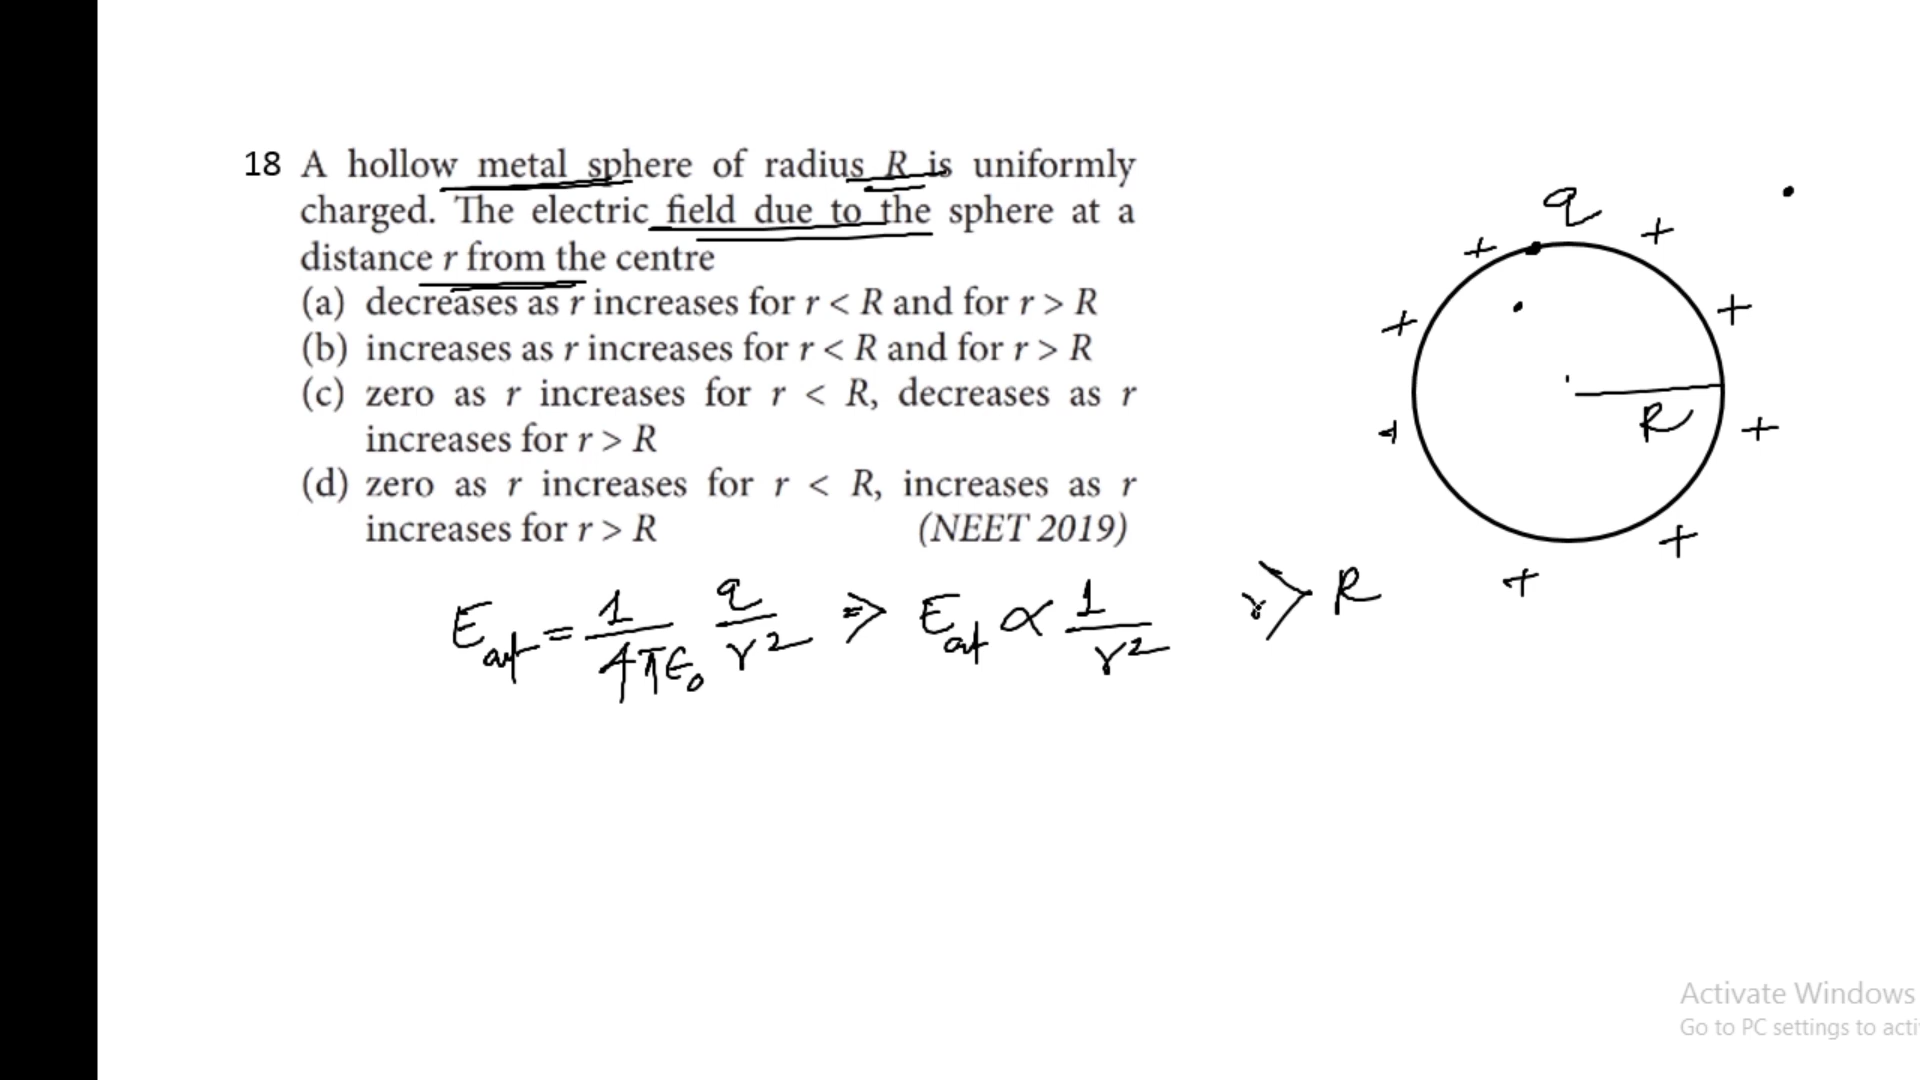 18 A hollow metal sphere of radius R is uniformly
charged. The electric field due to the sphere at a
distance r from the centre
(a) decreases as r increases for r < R and for r > R
(b) increases as r increases for r < R and for r > R
(c) zero as r increases for r < R, decreases as r
increases for r > R
(d) zero as r increases for r < R, increases as r
increases for r > R (NEET 2019)
E_out = 1/4πε₀ q/r² ⇒ E_out ∝ 1/r² r > R
q
+ +
+ +
R
+ +
+
+
Activate Windows
Go to PC settings to acti